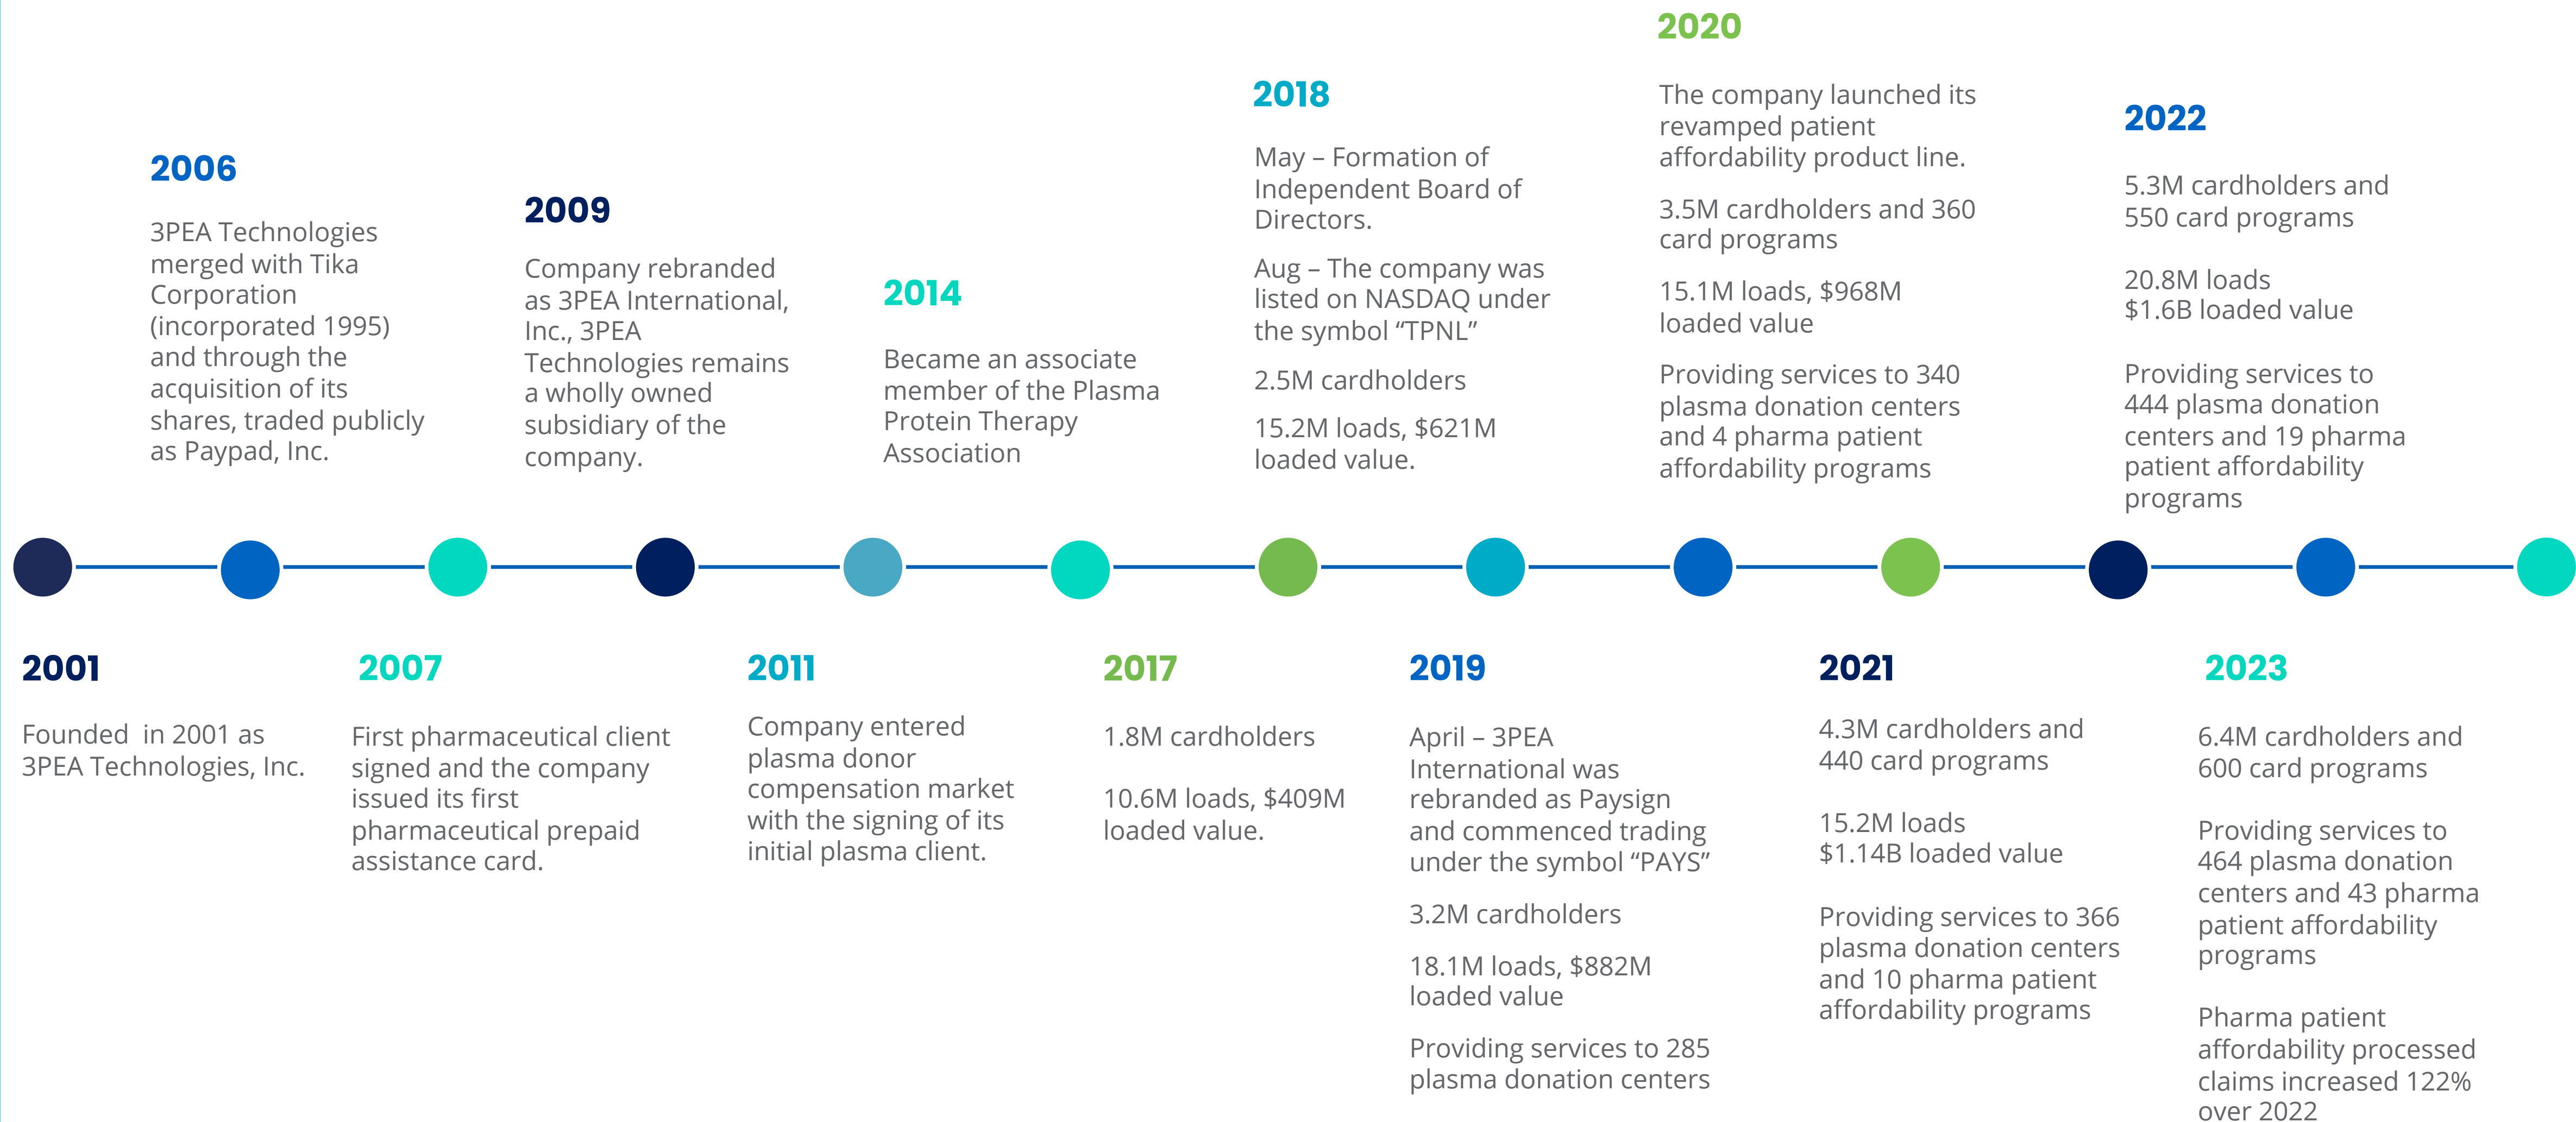 2020
The company launched its
revamped patient
affordability product line.
3.5M cardholders and 360
card programs
15.1M loads, $968M
loaded value
Providing services to 340
plasma donation centers
and 4 pharma patient
affordability programs
2018
May – Formation of
Independent Board of
Directors.
Aug – The company was
listed on NASDAQ under
the symbol “TPNL”
2.5M cardholders
15.2M loads, $621M
loaded value.
2022
5.3M cardholders and
550 card programs
20.8M loads
$1.6B loaded value
Providing services to
444 plasma donation
centers and 19 pharma
patient affordability
programs
2006
3PEA Technologies
merged with Tika
Corporation
(incorporated 1995)
and through the
acquisition of its
shares, traded publicly
as Paypad, Inc.
2009
Company rebranded
as 3PEA International,
Inc., 3PEA
Technologies remains
a wholly owned
subsidiary of the
company.
2014
Became an associate
member of the Plasma
Protein Therapy
Association
2001
Founded  in 2001 as
3PEA Technologies, Inc.
2007
First pharmaceutical client
signed and the company
issued its first
pharmaceutical prepaid
assistance card.
2011
Company entered
plasma donor
compensation market
with the signing of its
initial plasma client.
2017
1.8M cardholders
10.6M loads, $409M
loaded value.
2019
April – 3PEA
International was
rebranded as Paysign
and commenced trading
under the symbol “PAYS”
3.2M cardholders
18.1M loads, $882M
loaded value
Providing services to 285
plasma donation centers
2021
4.3M cardholders and
440 card programs
15.2M loads
$1.14B loaded value
Providing services to 366
plasma donation centers
and 10 pharma patient
affordability programs
2023
6.4M cardholders and
600 card programs
Providing services to
464 plasma donation
centers and 43 pharma
patient affordability
programs
Pharma patient
affordability processed
claims increased 122%
over 2022